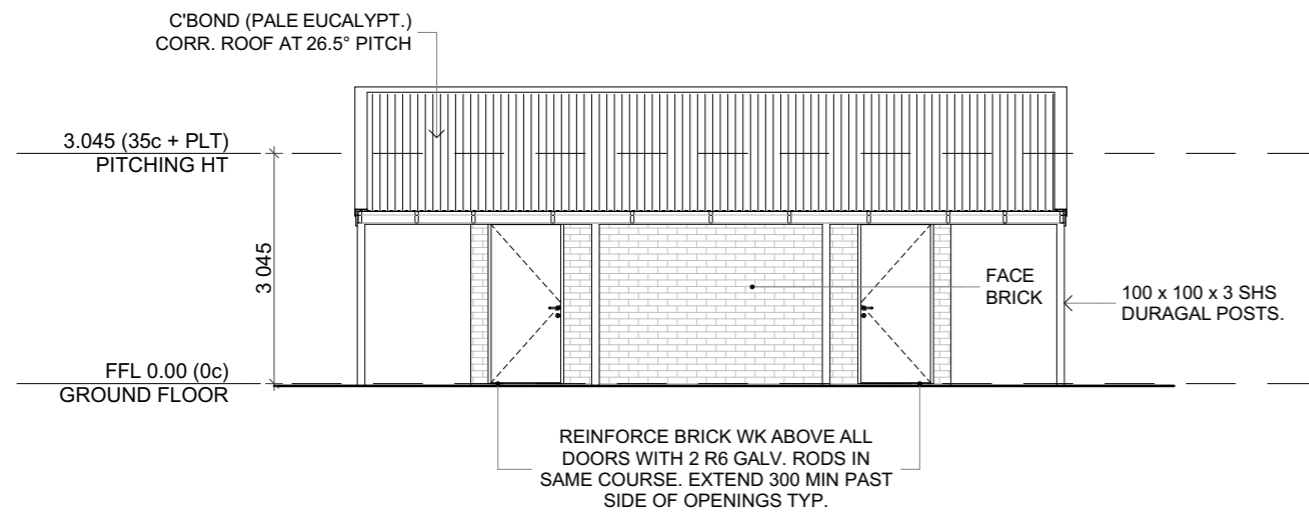 C'BOND (PALE EUCALYPT.)
CORR. ROOF AT 26.5° PITCH
3.045 (35c + PLT)
PITCHING HT
3 045
FACE
BRICK
100 x 100 x 3 SHS
DURAGAL POSTS.
FFL 0.00 (0c)
GROUND FLOOR
REINFORCE BRICK WK ABOVE ALL
DOORS WITH 2 R6 GALV. RODS IN
SAME COURSE. EXTEND 300 MIN PAST
SIDE OF OPENINGS TYP.